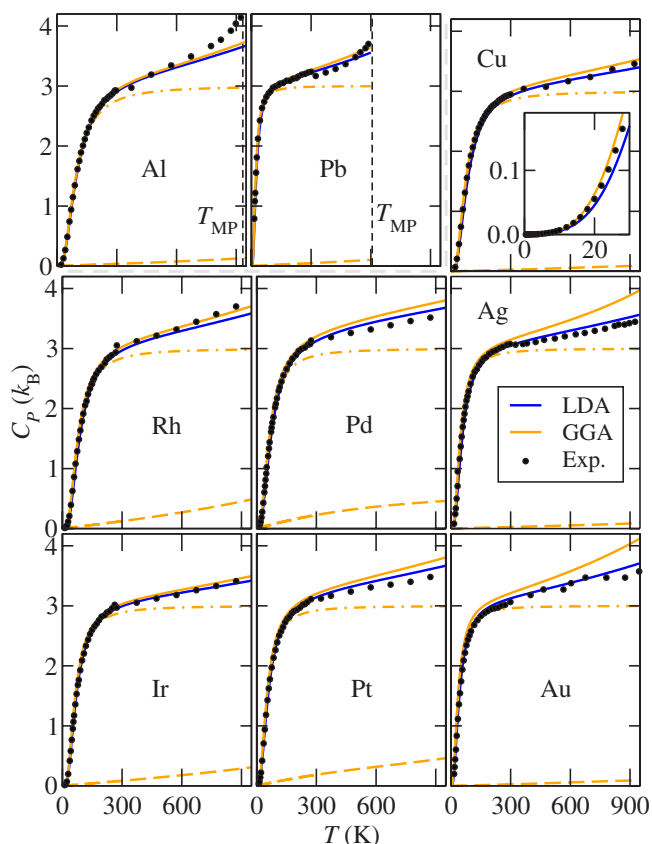 4
3
2
1
0
Al
T_MP
Pb
T_MP
Cu
0.1
0.0
0 20
4
3
2
1
0
C_P (k_B)
Rh
Pd
Ag
LDA
GGA
Exp.
4
3
2
1
0
Ir
Pt
Au
0 300 600 0 300 600 0 300 600 900
T (K)